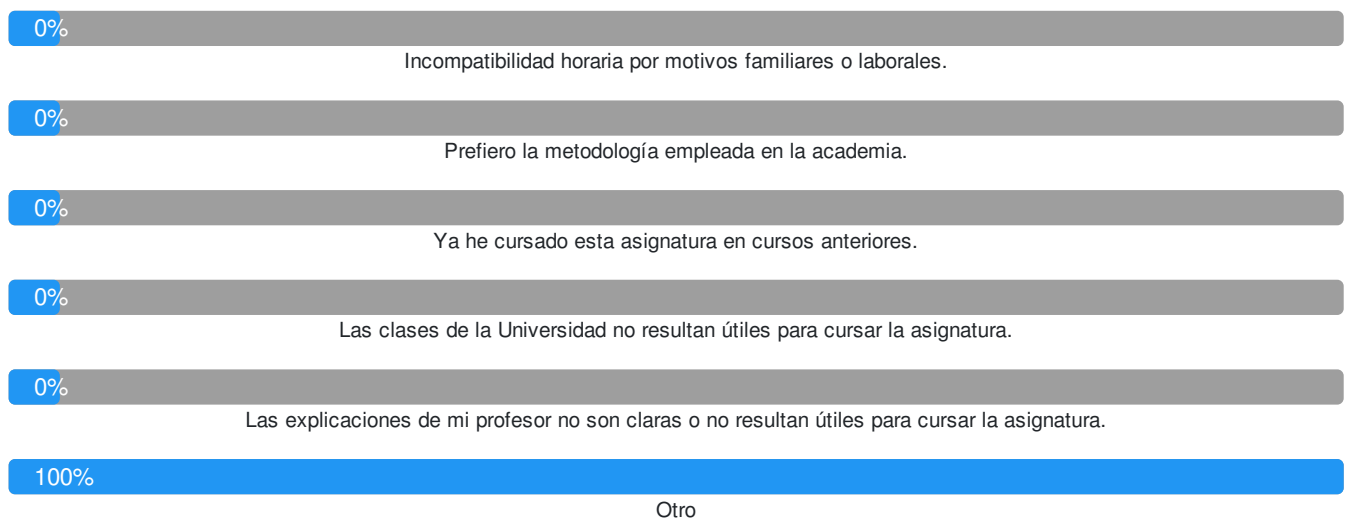 0%
Incompatibilidad horaria por motivos familiares o laborales.
0%
Prefiero la metodología empleada en la academia.
0%
Ya he cursado esta asignatura en cursos anteriores.
0%
Las clases de la Universidad no resultan útiles para cursar la asignatura.
0%
Las explicaciones de mi profesor no son claras o no resultan útiles para cursar la asignatura.
100%
Otro